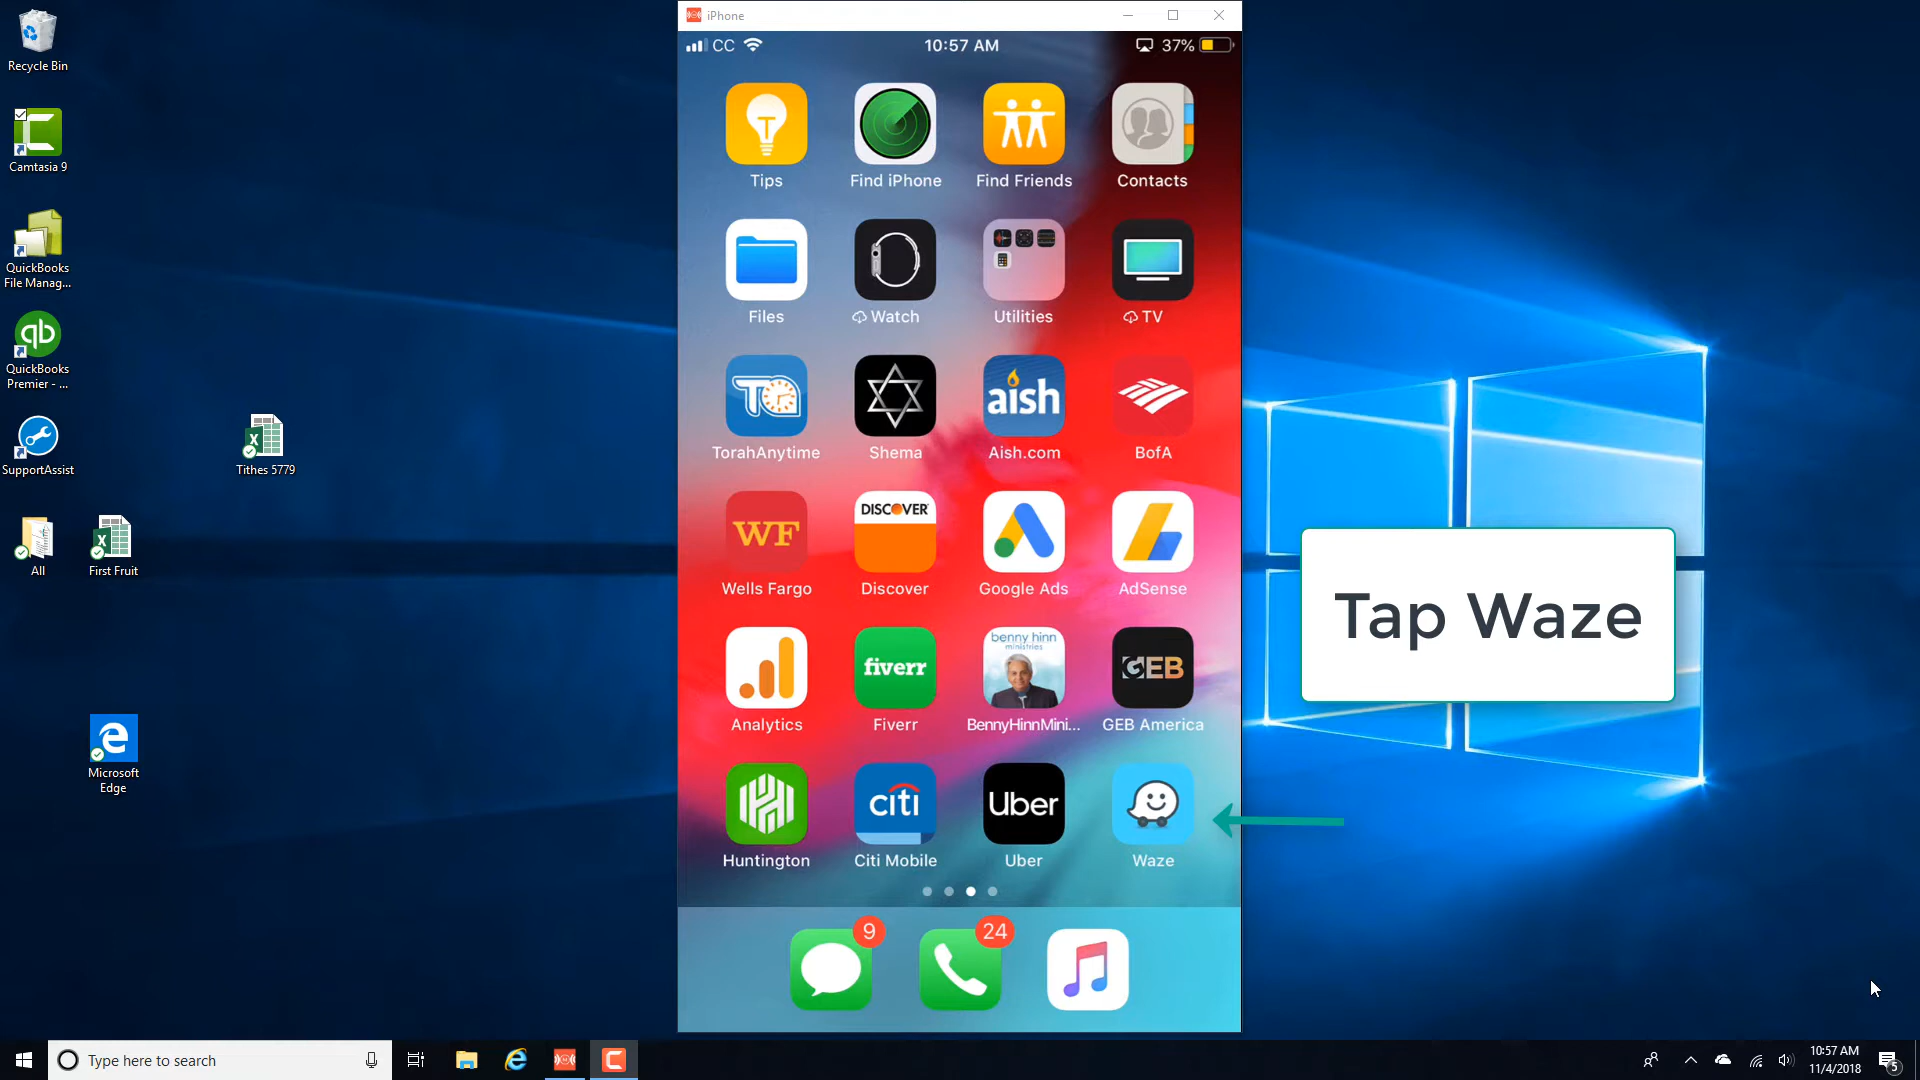 Recycle Bin
Camtasia 9
QuickBooks
File Manag...
qb
QuickBooks
Premier - ...
SupportAssist
All
First Fruit
Tithes 5779
Microsoft
Edge
iPhone
CC
10:57 AM
37%
Tips
Find iPhone
Find Friends
Contacts
Files
Watch
Utilities
TV
TorahAnytime
Shema
aish
Aish.com
BofA
WF
Wells Fargo
DISCOVER
Discover
Google Ads
AdSense
Analytics
fiverr
Fiverr
benny hinn
ministries
BennyHinnMini...
GEB
GEB America
Huntington
citi
Citi Mobile
Uber
Uber
Waze
9
24
Tap Waze
Type here to search
10:57 AM
11/4/2018
5